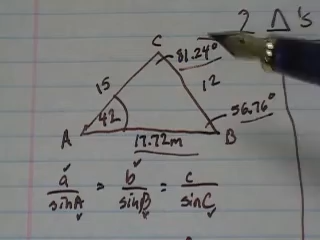 2 Δ's
C
81.24°
15
12
42
56.76°
A
B
17.72m
a/sinA = b/sinB = c/sinC